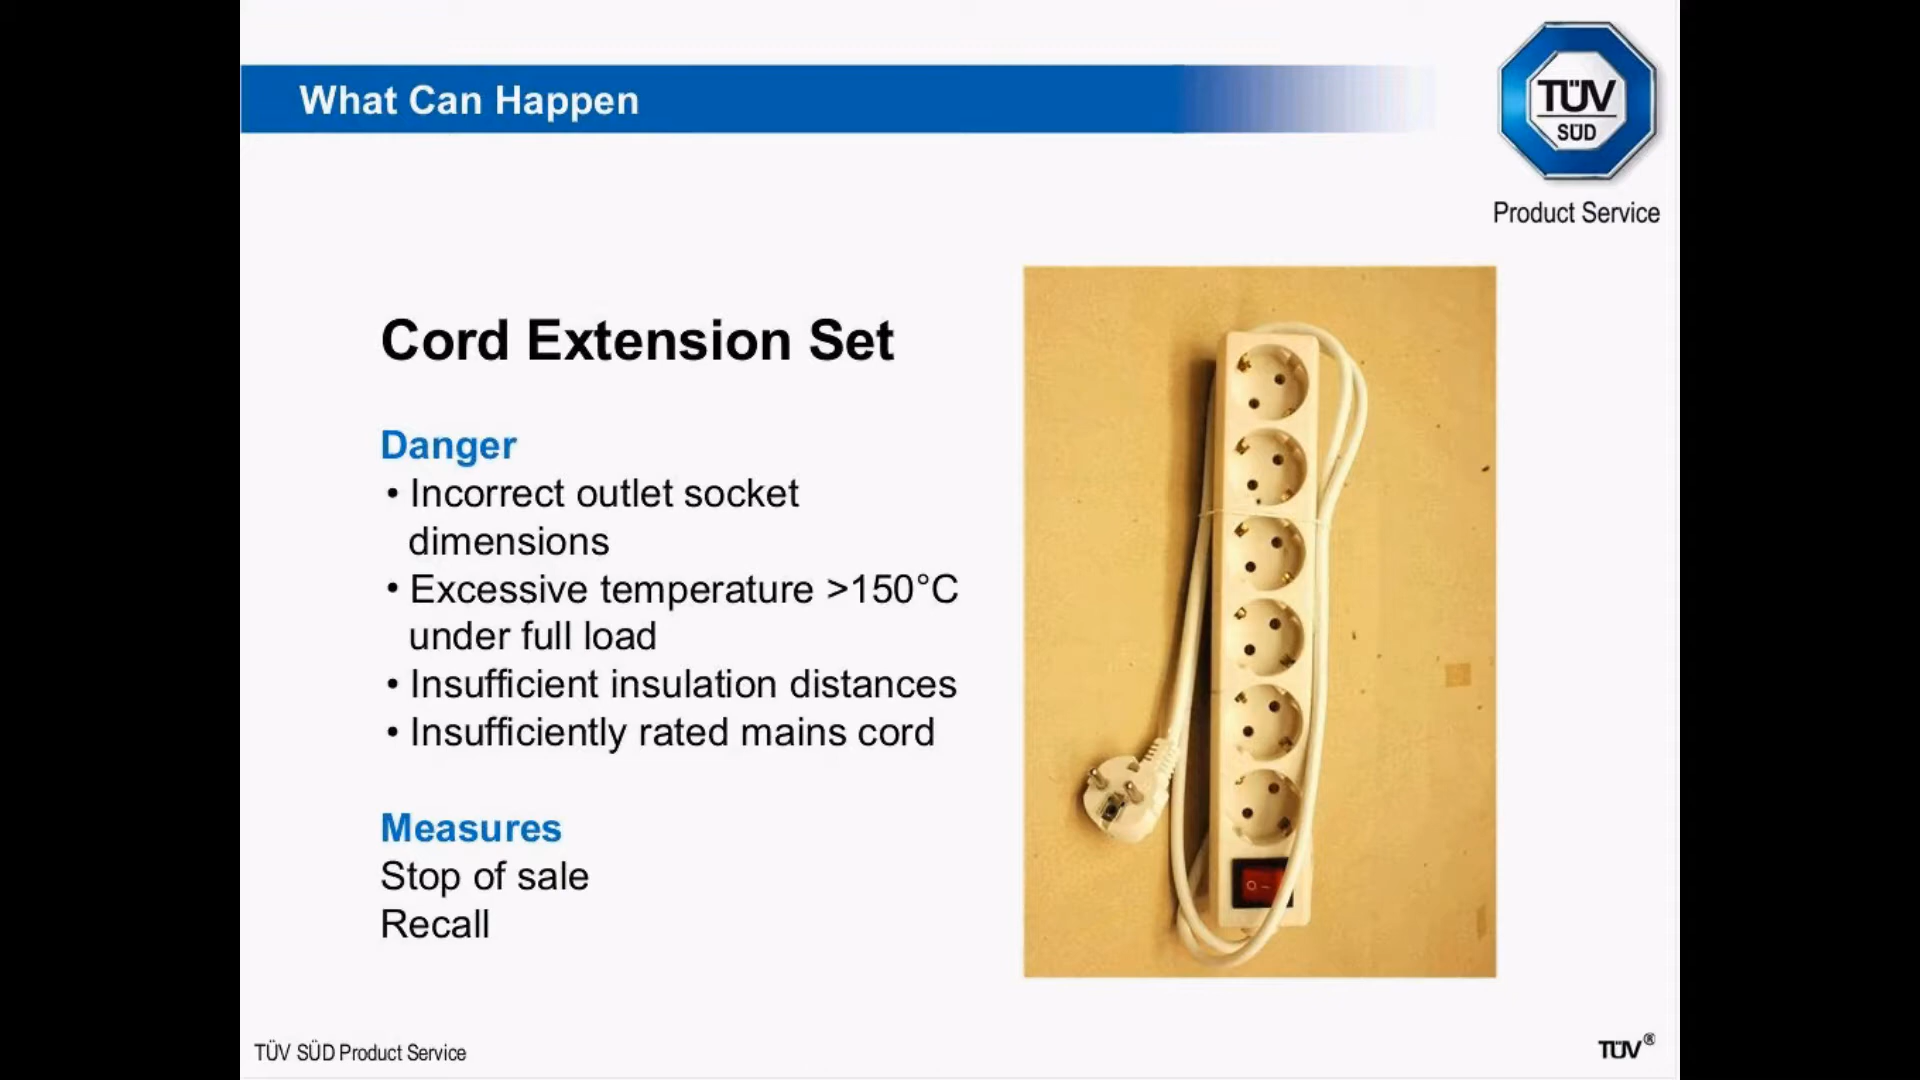 What Can Happen
TÜV
SÜD
Product Service
Cord Extension Set
Danger
• Incorrect outlet socket
dimensions
• Excessive temperature >150°C
under full load
• Insufficient insulation distances
• Insufficiently rated mains cord
Measures
Stop of sale
Recall
TÜV SÜD Product Service
TÜV®